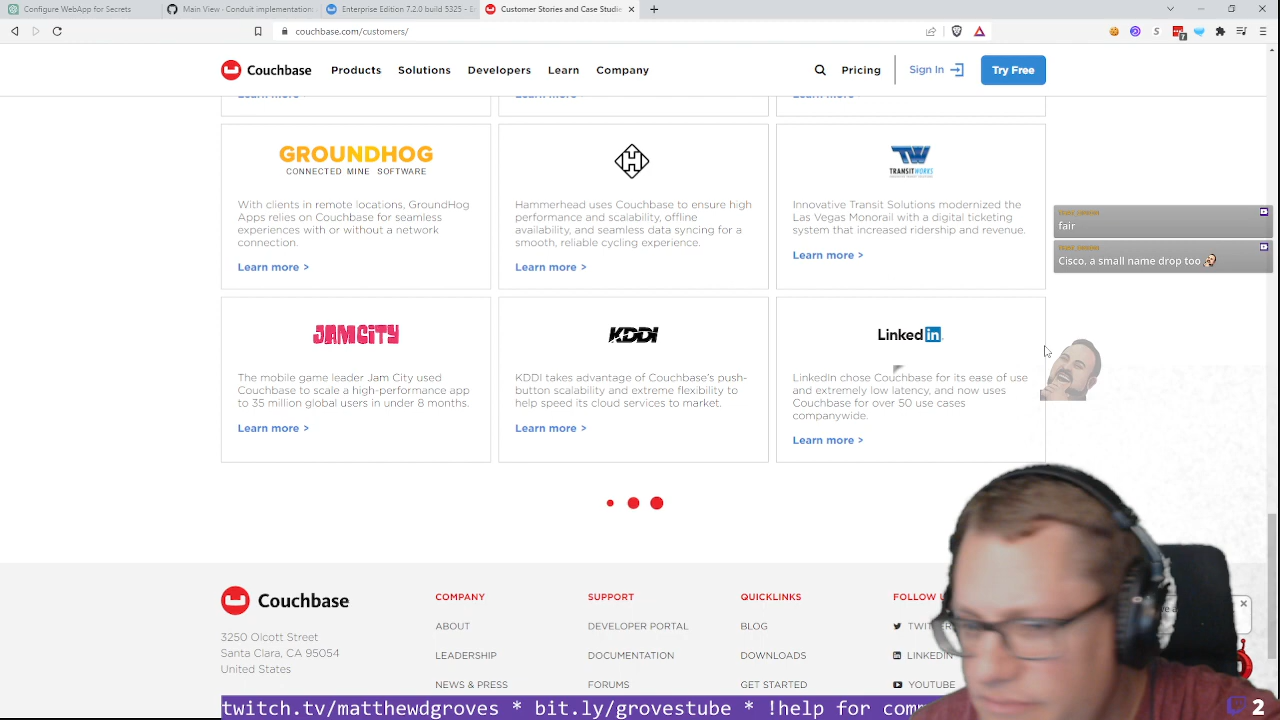 Configure WebApp for Secrets
Main View - Conduit implementation
Enterprise Edition 7.2.0 build 5325 - E
Customer Stories and Case Studie
couchbase.com/customers/
7
Couchbase
Products
Solutions
Developers
Learn
Company
Pricing
Sign In
Try Free
Learn more >
Learn more >
Learn more >
GROUNDHOG
CONNECTED MINE SOFTWARE
With clients in remote locations, GroundHog
Apps relies on Couchbase for seamless
experiences with or without a network
connection.
Learn more >
H
Hammerhead uses Couchbase to ensure high
performance and scalability, offline
availability, and seamless data syncing for a
smooth, reliable cycling experience.
Learn more >
TW
TRANSITWORKS
Innovative Transit Solutions modernized the
Las Vegas Monorail with a digital ticketing
system that increased ridership and revenue.
Learn more >
fair
Cisco, a small name drop too
JAMCITY
The mobile game leader Jam City used
Couchbase to scale a high-performance app
to 35 million global users in under 8 months.
Learn more >
KDDI
KDDI takes advantage of Couchbase's push-
button scalability and extreme flexibility to
help speed its cloud services to market.
Learn more >
Linked in
LinkedIn chose Couchbase for its ease of use
and extremely low latency, and now uses
Couchbase for over 50 use cases
companywide.
Learn more >
Couchbase
3250 Olcott Street
Santa Clara, CA 95054
United States
COMPANY
ABOUT
LEADERSHIP
NEWS & PRESS
SUPPORT
DEVELOPER PORTAL
DOCUMENTATION
FORUMS
QUICKLINKS
BLOG
DOWNLOADS
GET STARTED
FOLLOW U
TWITTER
LINKEDIN
YOUTUBE
twitch.tv/matthewdgroves * bit.ly/grovestube * !help for com
2